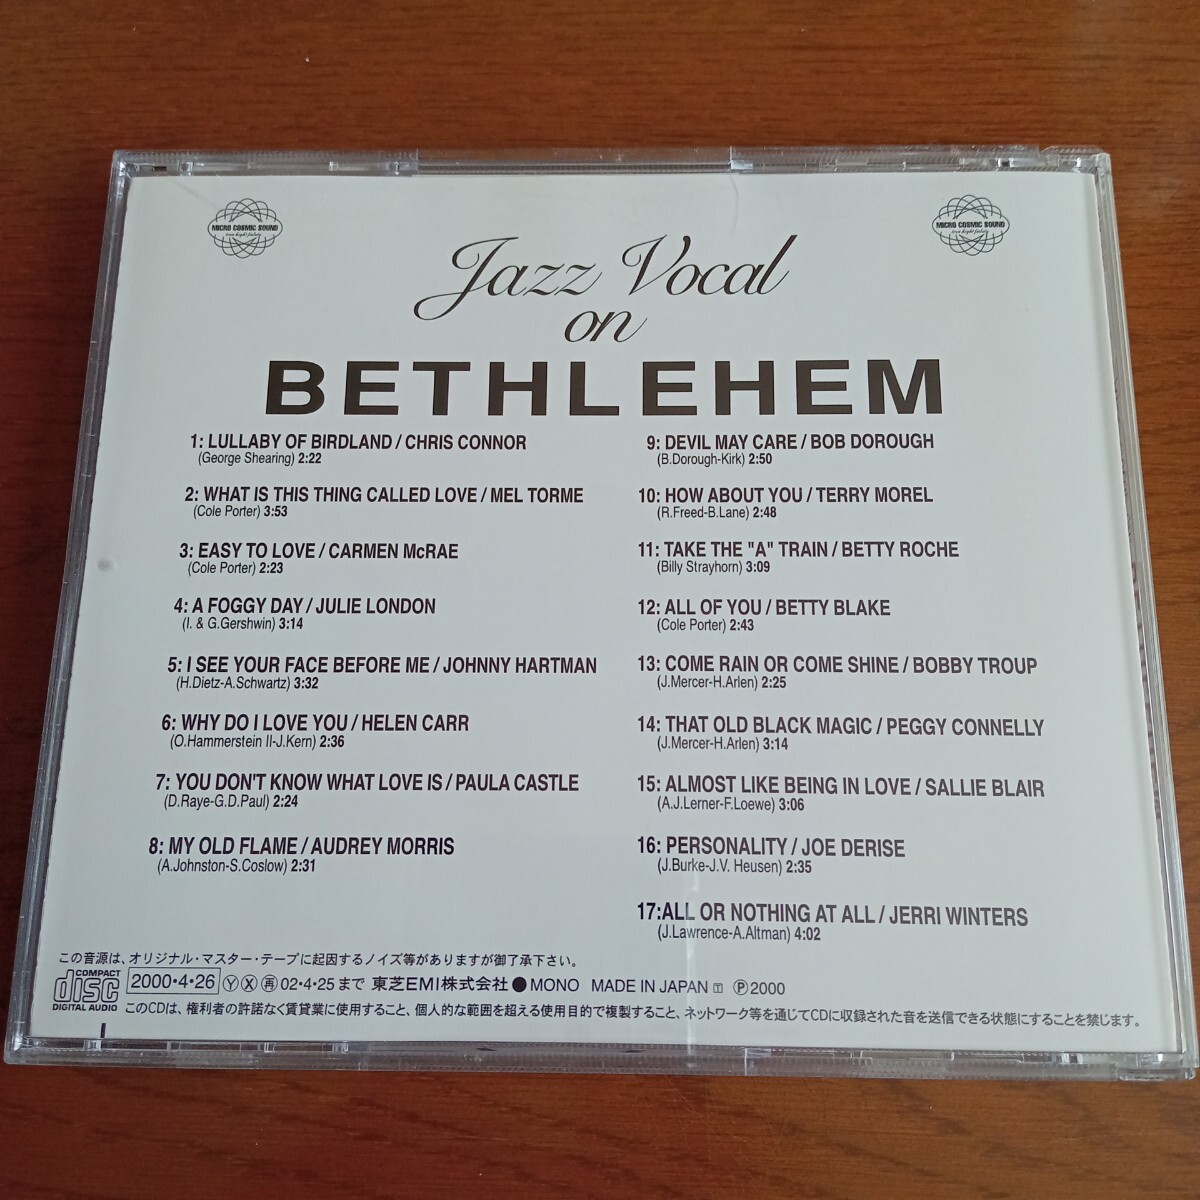 MICRO COSMIC SOUND
MICRO COSMIC SOUND
Jazz Vocal
on
BETHLEHEM
1: LULLABY OF BIRDLAND / CHRIS CONNOR
(George Shearing) 2:22
2: WHAT IS THIS THING CALLED LOVE / MEL TORME
(Cole Porter) 3:53
3: EASY TO LOVE / CARMEN McRAE
(Cole Porter) 2:23
4: A FOGGY DAY / JULIE LONDON
(I. & G.Gershwin) 3:14
5: I SEE YOUR FACE BEFORE ME / JOHNNY HARTMAN
(H.Dietz-A.Schwartz) 3:32
6: WHY DO I LOVE YOU / HELEN CARR
(O.Hammerstein II-J.Kern) 2:36
7: YOU DON'T KNOW WHAT LOVE IS / PAULA CASTLE
(D.Raye-G.D.Paul) 2:24
8: MY OLD FLAME / AUDREY MORRIS
(A.Johnston-S.Coslow) 2:31
9: DEVIL MAY CARE / BOB DOROUGH
(B.Dorough-Kirk) 2:50
10: HOW ABOUT YOU / TERRY MOREL
(R.Freed-B.Lane) 2:48
11: TAKE THE "A" TRAIN / BETTY ROCHE
(Billy Strayhorn) 3:09
12: ALL OF YOU / BETTY BLAKE
(Cole Porter) 2:43
13: COME RAIN OR COME SHINE / BOBBY TROUP
(J.Mercer-H.Arlen) 2:25
14: THAT OLD BLACK MAGIC / PEGGY CONNELLY
(J.Mercer-H.Arlen) 3:14
15: ALMOST LIKE BEING IN LOVE / SALLIE BLAIR
(A.J.Lerner-F.Loewe) 3:06
16: PERSONALITY / JOE DERISE
(J.Burke-J.V. Heusen) 2:35
17:ALL OR NOTHING AT ALL / JERRI WINTERS
(J.Lawrence-A.Altman) 4:02
この音源は、オリジナル・マスター・テープに起因するノイズ等がありますが御了承下さい。
COMPACT disc DIGITAL AUDIO
2000・4・26 Ⓨ Ⓧ 再 02・4・25まで 東芝EMI株式会社 ● MONO MADE IN JAPAN Ⓟ 2000
このCDは、権利者の許諾なく賃貸業に使用すること、個人的な範囲を超える使用目的で複製すること、ネットワーク等を通じてCDに収録された音を送信できる状態にすることを禁じます。